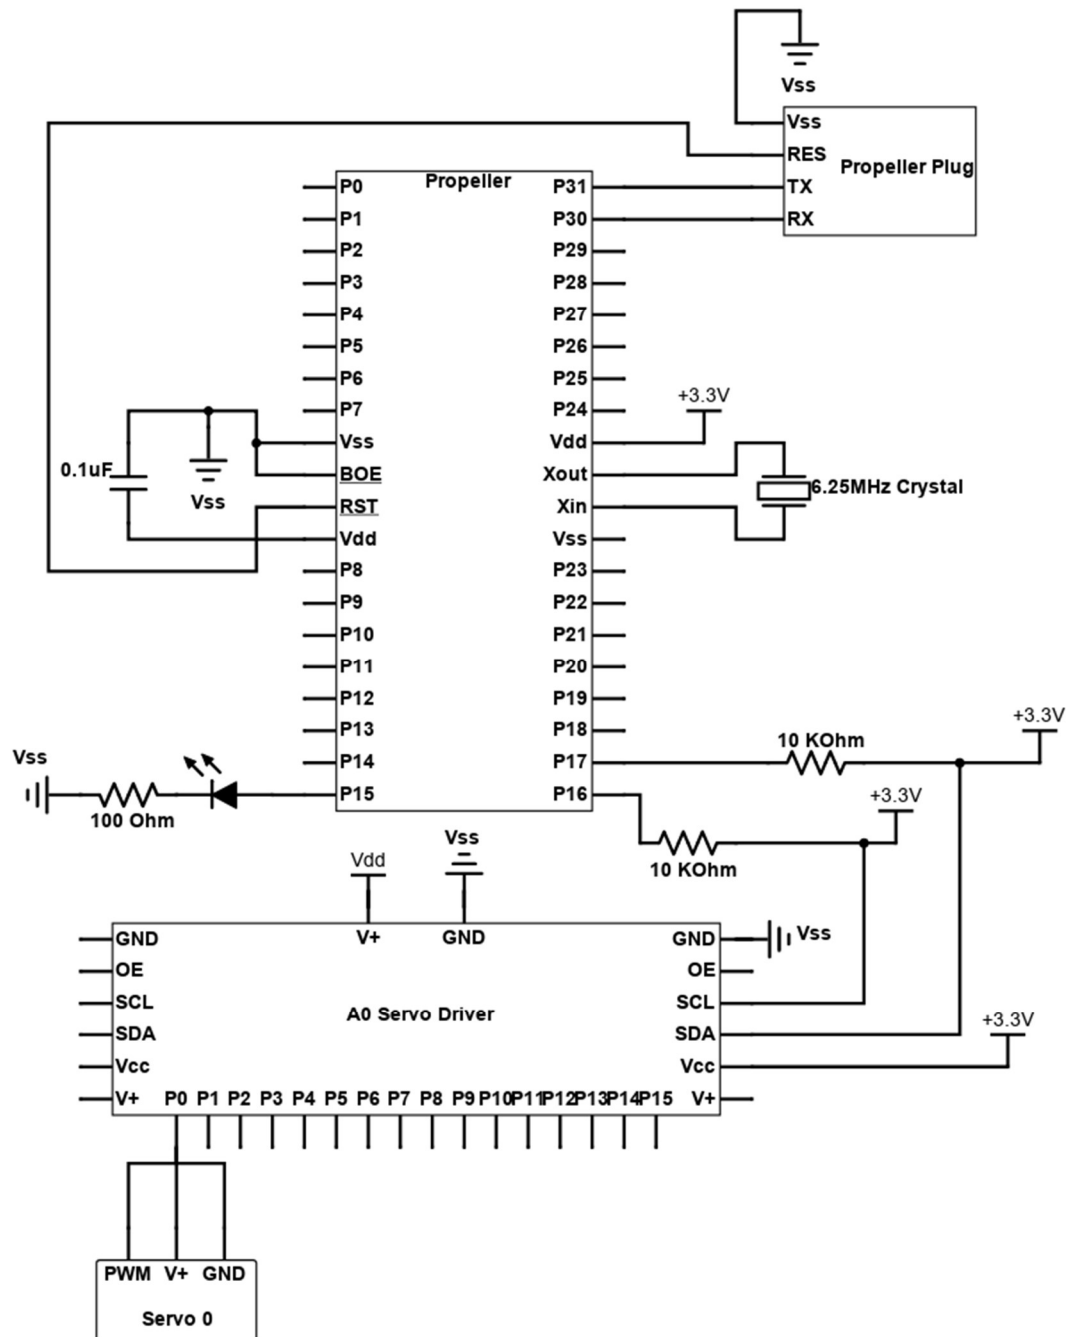 Vss
Vss
RES
Propeller Plug
TX
RX
Propeller
P0
P31
P1
P30
P2
P29
P3
P28
P4
P27
P5
P26
P6
P25
P7
P24
+3.3V
Vss
Vdd
0.1uF
BOE
Xout
6.25MHz Crystal
Vss
RST
Xin
Vdd
Vss
P8
P23
P9
P22
P10
P21
P11
P20
P12
P19
P13
P18
+3.3V
10 KOhm
Vss
P14
P17
P15
P16
+3.3V
100 Ohm
Vss
10 KOhm
Vdd
GND
V+
GND
GND
Vss
OE
OE
SCL
A0 Servo Driver
SCL
SDA
SDA
+3.3V
Vcc
Vcc
V+
P0 P1 P2 P3 P4 P5 P6 P7 P8 P9 P10 P11 P12 P13 P14 P15
V+
PWM V+ GND
Servo 0